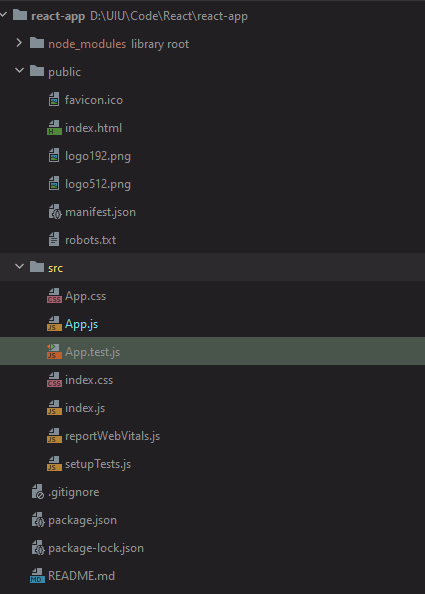 react-app D:\UIU\Code\React\react-app
node_modules library root
public
favicon.ico
index.html
logo192.png
logo512.png
manifest.json
robots.txt
src
App.css
App.js
App.test.js
index.css
index.js
reportWebVitals.js
setupTests.js
.gitignore
package.json
package-lock.json
README.md